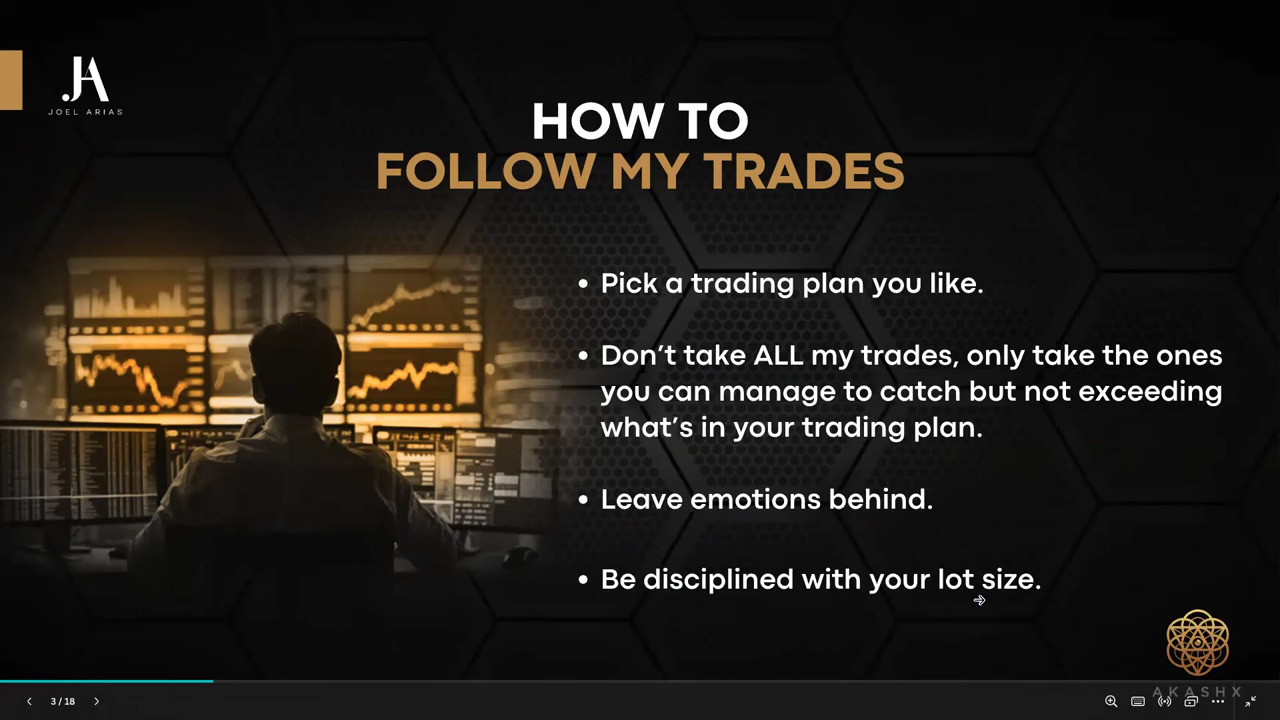 JA
JOEL ARIAS
HOW TO
FOLLOW MY TRADES
• Pick a trading plan you like.
• Don't take ALL my trades, only take the ones
you can manage to catch but not exceeding
what's in your trading plan.
• Leave emotions behind.
• Be disciplined with your lot size.
AKASHX
3 / 18